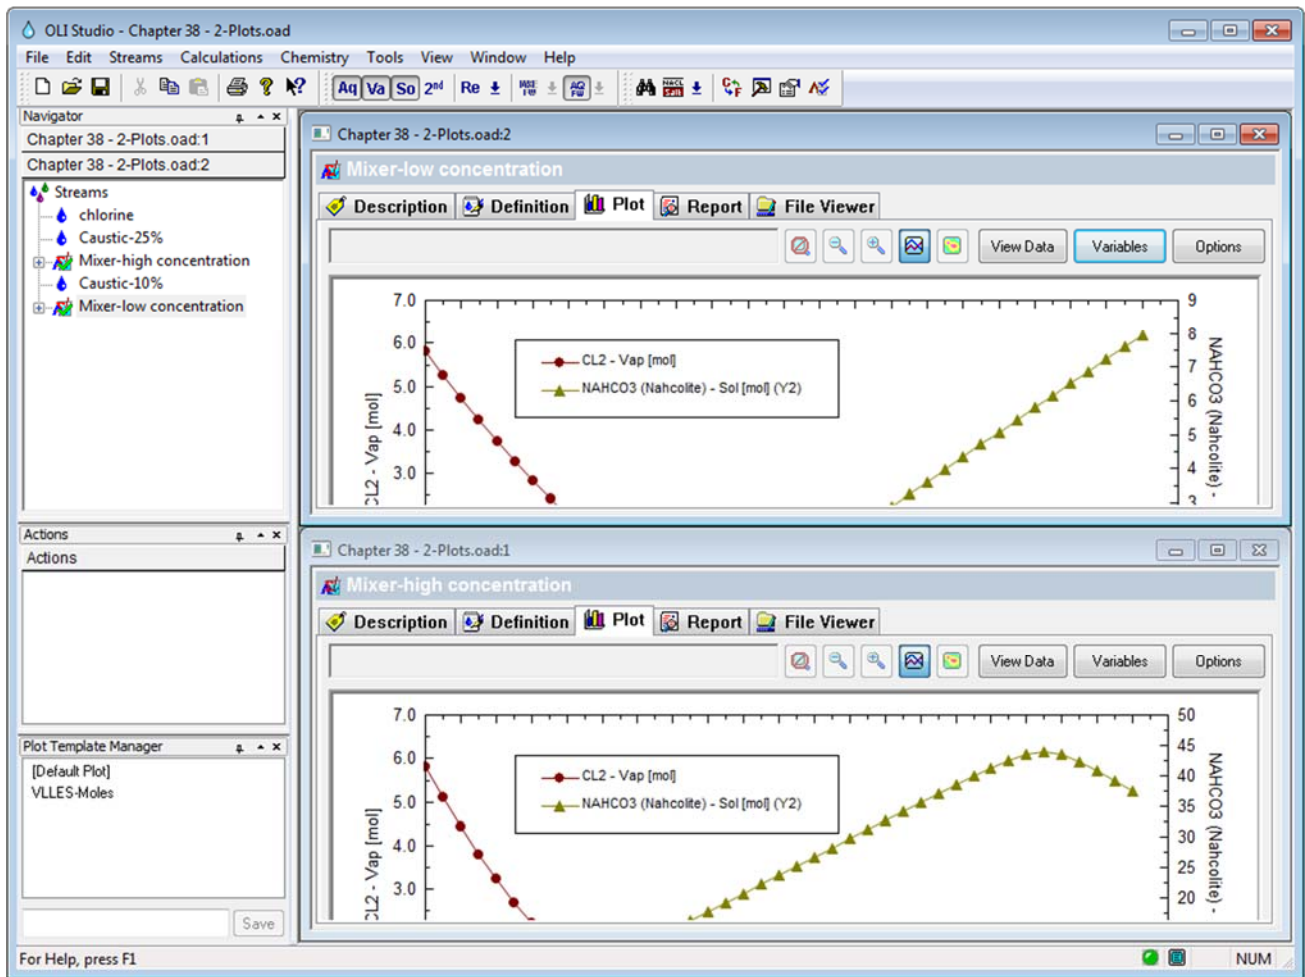 OLI Studio - Chapter 38 - 2-Plots.oad
File Edit Streams Calculations Chemistry Tools View Window Help
Aq Va So 2nd Re
Navigator
Chapter 38 - 2-Plots.oad:1
Chapter 38 - 2-Plots.oad:2
Streams
chlorine
Caustic-25%
Mixer-high concentration
Caustic-10%
Mixer-low concentration
Actions
Actions
Plot Template Manager
[Default Plot]
VLLES-Moles
Save
Chapter 38 - 2-Plots.oad:2
Mixer-low concentration
Description Definition Plot Report File Viewer
View Data Variables Options
7.0
6.0
5.0
4.0
3.0
CL2 - Vap [mol]
CL2 - Vap [mol]
NAHCO3 (Nahcolite) - Sol [mol] (Y2)
9
8
7
6
5
4
3
NAHCO3 (Nahcolite) -
Chapter 38 - 2-Plots.oad:1
Mixer-high concentration
Description Definition Plot Report File Viewer
View Data Variables Options
7.0
6.0
5.0
4.0
3.0
CL2 - Vap [mol]
CL2 - Vap [mol]
NAHCO3 (Nahcolite) - Sol [mol] (Y2)
50
45
40
35
30
25
20
NAHCO3 (Nahcolite) -
For Help, press F1
NUM